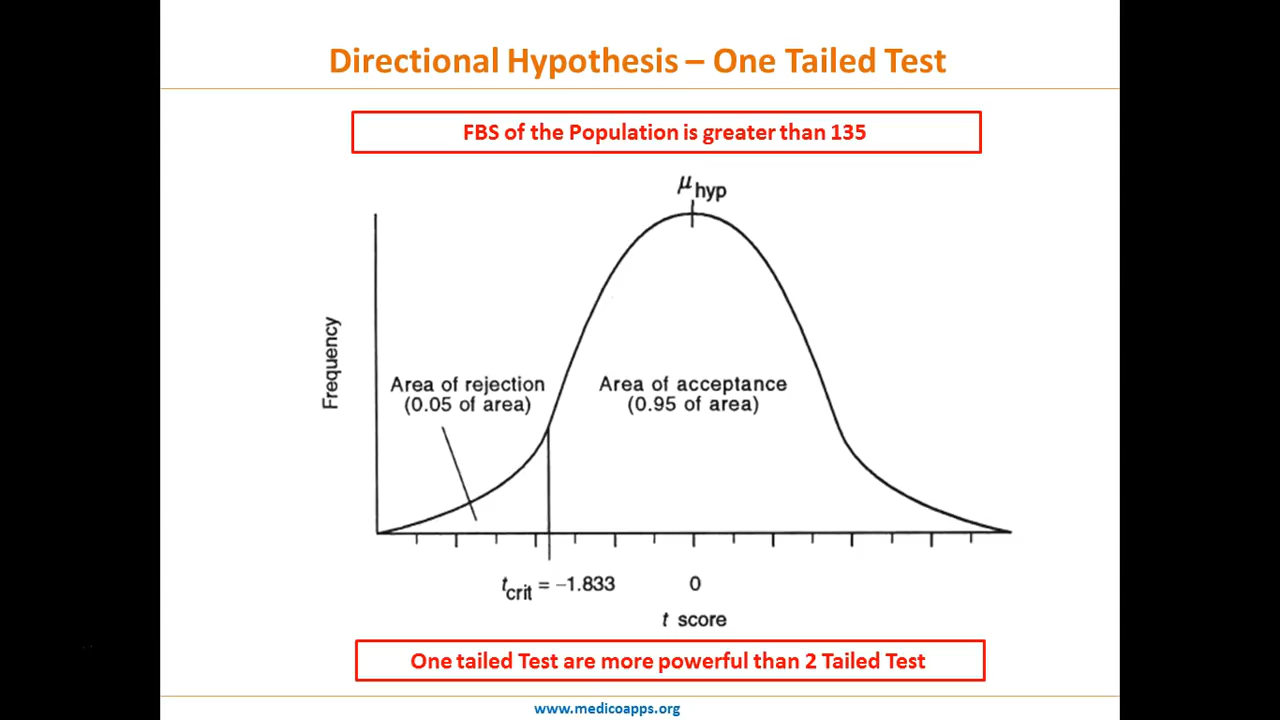 Directional Hypothesis – One Tailed Test
FBS of the Population is greater than 135
μhyp
Frequency
Area of rejection
(0.05 of area)
Area of acceptance
(0.95 of area)
tcrit = −1.833
0
t score
One tailed Test are more powerful than 2 Tailed Test
www.medicoapps.org